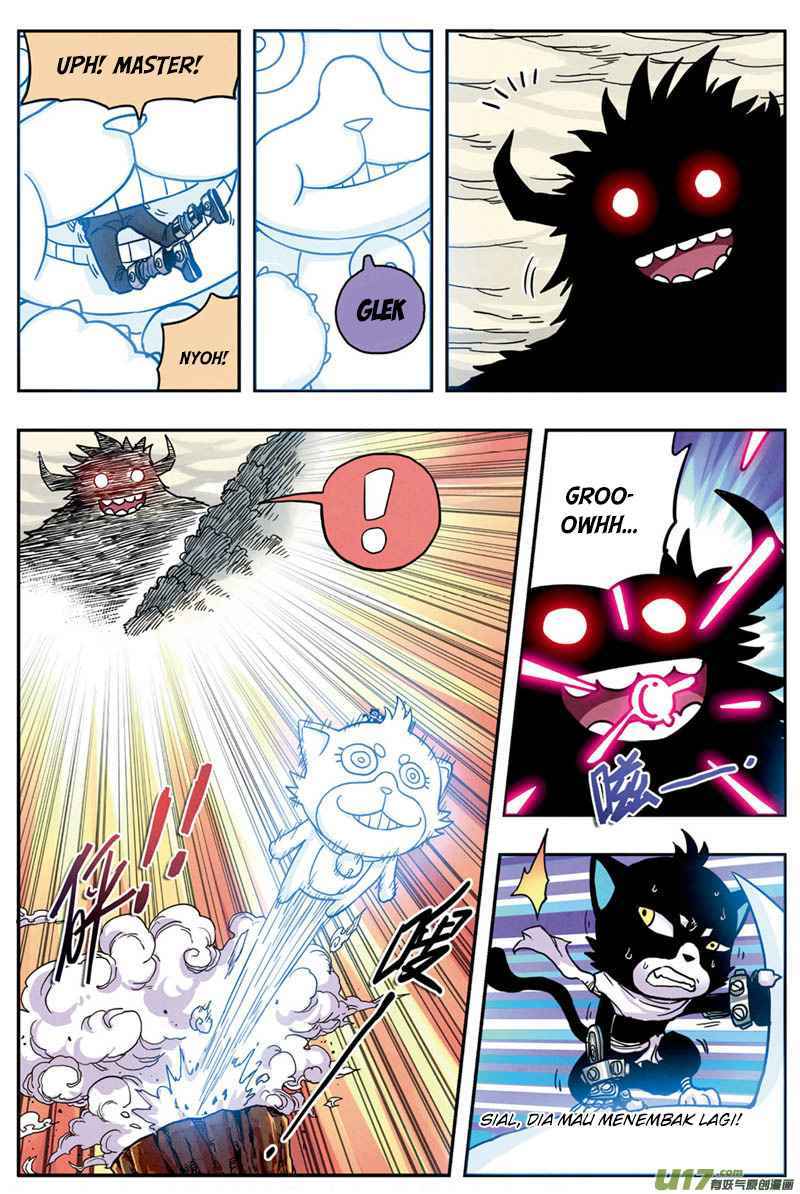 UPH! MASTER!
NYOH!
GLEK
!
GROO-
OWHH...
嗞
砰!!
嗖
SIAL, DIA MAU MENEMBAK LAGI!
U17.com
有妖气原创漫画